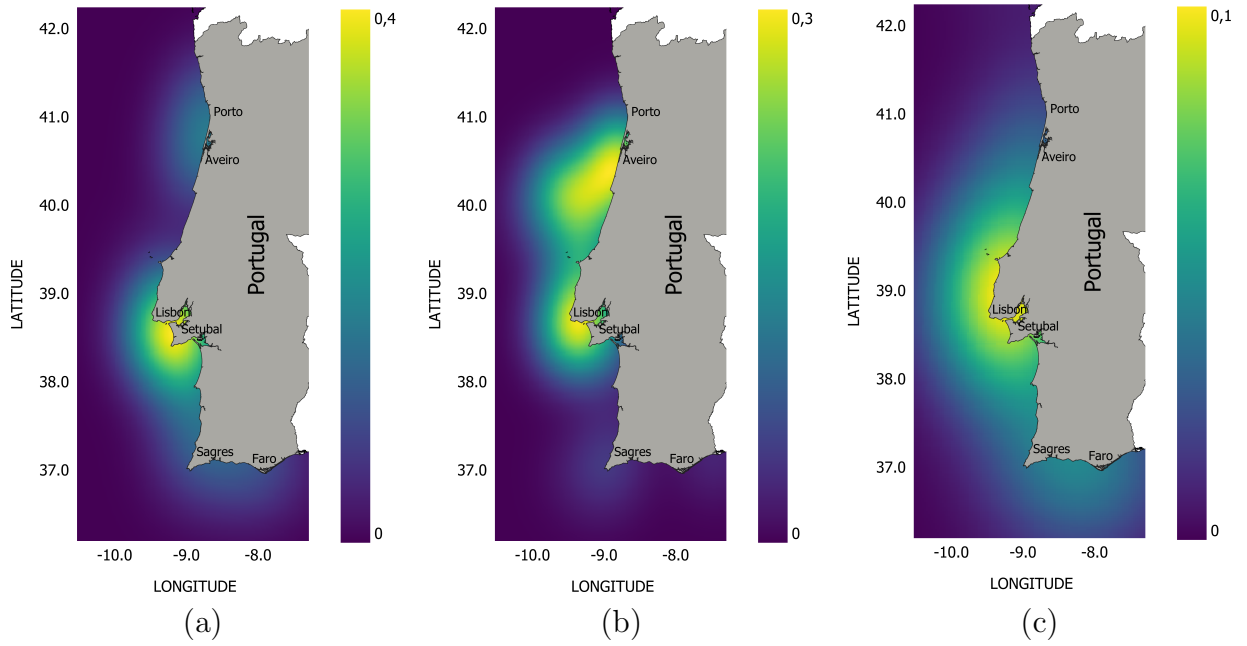 42.0
41.0
40.0
39.0
38.0
37.0
LATITUDE
-10.0
-9.0
-8.0
LONGITUDE
Porto
Aveiro
Portugal
Lisbon
Setubal
Sagres
Faro
0,4
0
(a)
42.0
41.0
40.0
39.0
38.0
37.0
LATITUDE
-10.0
-9.0
-8.0
LONGITUDE
Aveiro
Portugal
Lisbon
Setubal
Sagres
Faro
Porto
0,3
0
(b)
42.0
41.0
40.0
39.0
38.0
37.0
LATITUDE
-10.0
-9.0
-8.0
LONGITUDE
Porto
Aveiro
Portugal
Lisbon
Setubal
Sagres
Faro
0,1
0
(c)